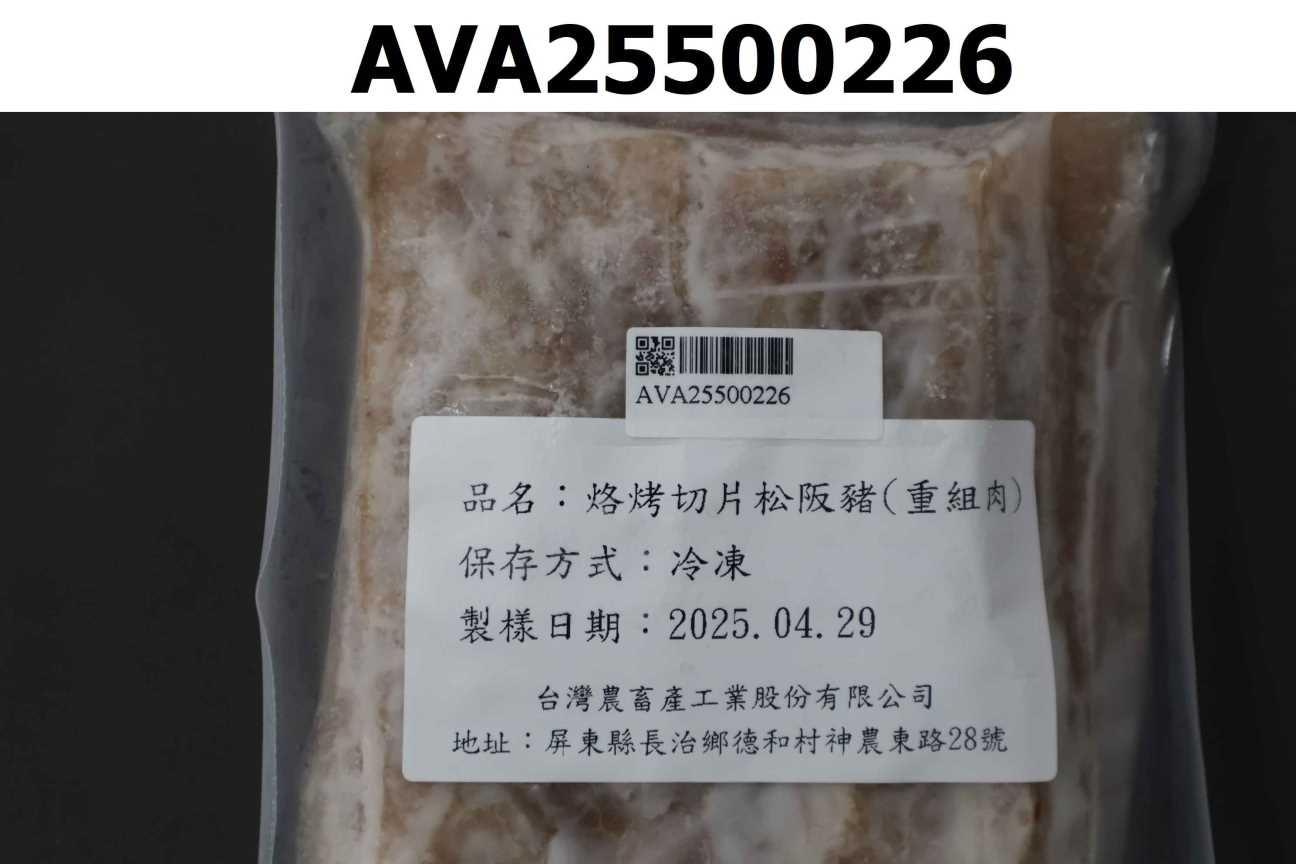 AVA25500226
AVA25500226
品名：烙烤切片松阪豬(重組肉)
保存方式：冷凍
製樣日期：2025.04.29
台灣農畜產工業股份有限公司
地址：屏東縣長治鄉德和村神農東路28號